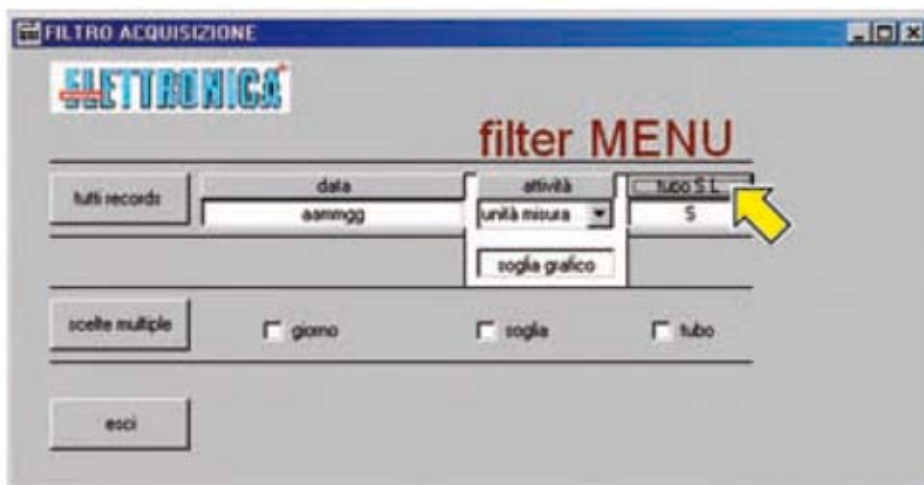 FILTRO ACQUISIZIONE
ELETTRONICA
filter MENU
tutti records
data
attività
tubo S L
aammgg
unità misura
S
soglia grafico
scelte multiple
giorno
soglia
tubo
esci